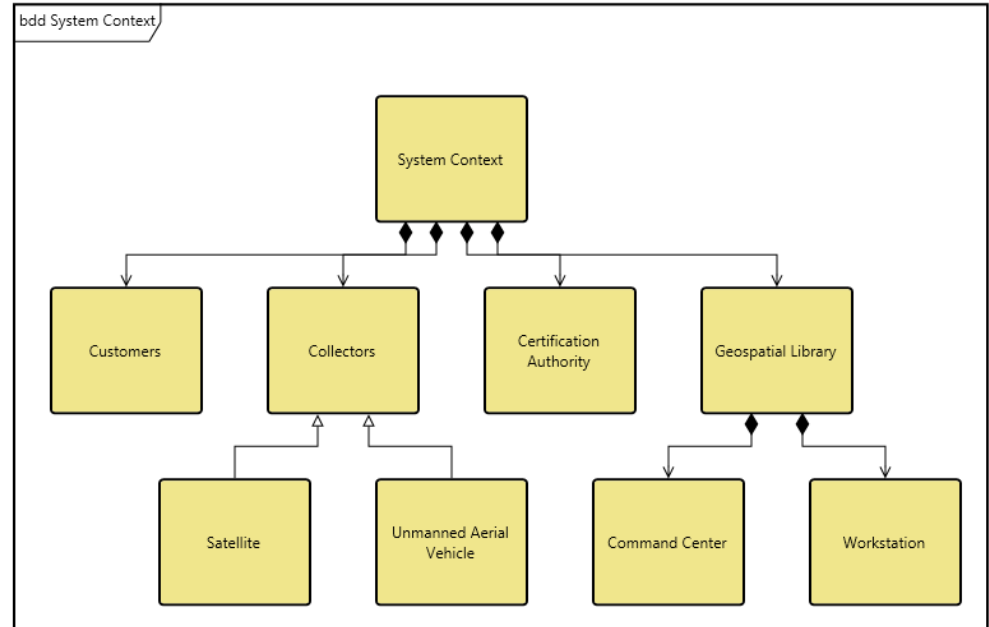 bdd System Context
System Context
Customers
Collectors
Certification
Authority
Geospatial Library
Satellite
Unmanned Aerial
Vehicle
Command Center
Workstation